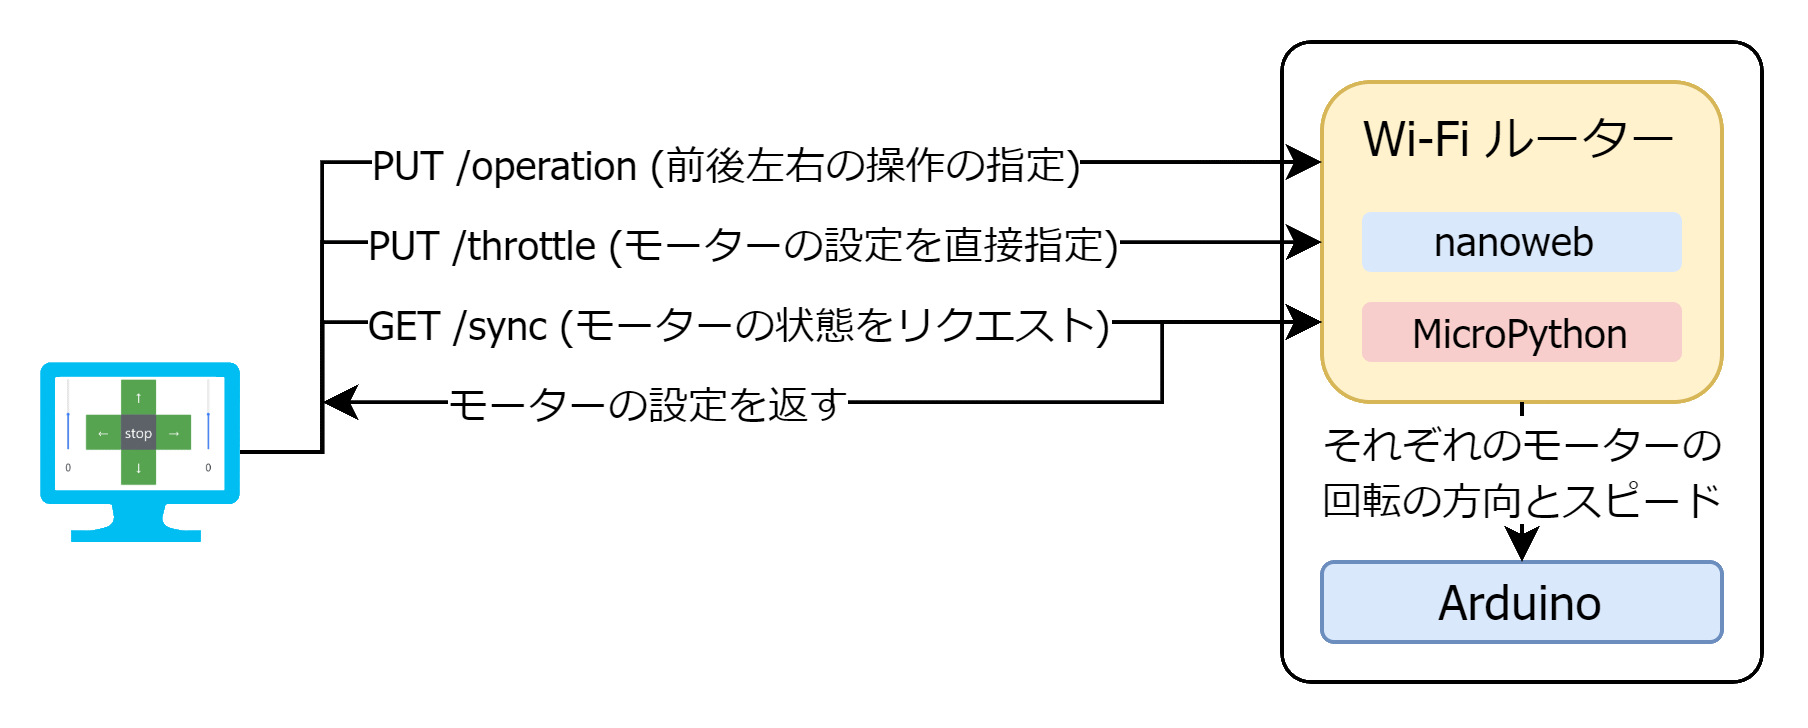 Wi-Fi ルーター
PUT /operation (前後左右の操作の指定)
PUT /throttle (モーターの設定を直接指定)
nanoweb
GET /sync (モーターの状態をリクエスト)
MicroPython
モーターの設定を返す
↑
← stop →
↓
0 0
それぞれのモーターの
回転の方向とスピード
Arduino